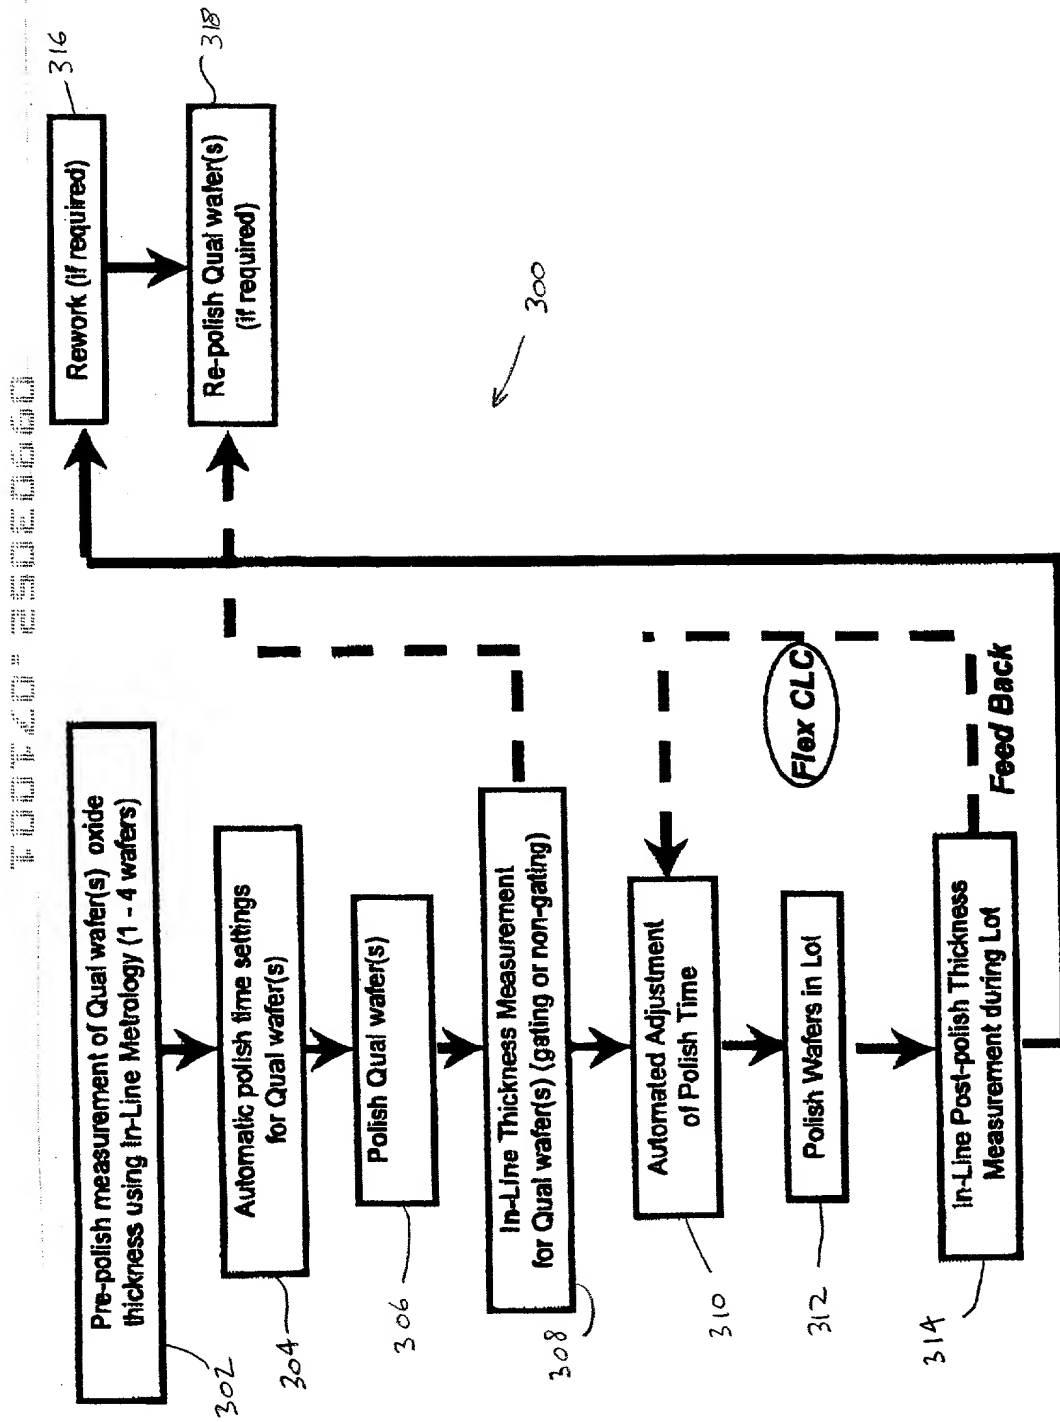 Pre-polish measurement of Qual wafer(s) oxide
thickness using In-Line Metrology (1 - 4 wafers)
302
Automatic polish time settings
for Qual wafer(s)
304
Polish Qual wafer(s)
306
In-Line Thickness Measurement
for Qual wafer(s) (gating or non-gating)
308
Automated Adjustment
of Polish Time
310
Flex CLC
Polish Wafers in Lot
312
In-Line Post-polish Thickness
Measurement during Lot
314
Feed Back
Rework (if required)
316
Re-polish Qual wafer(s)
(if required)
318
300